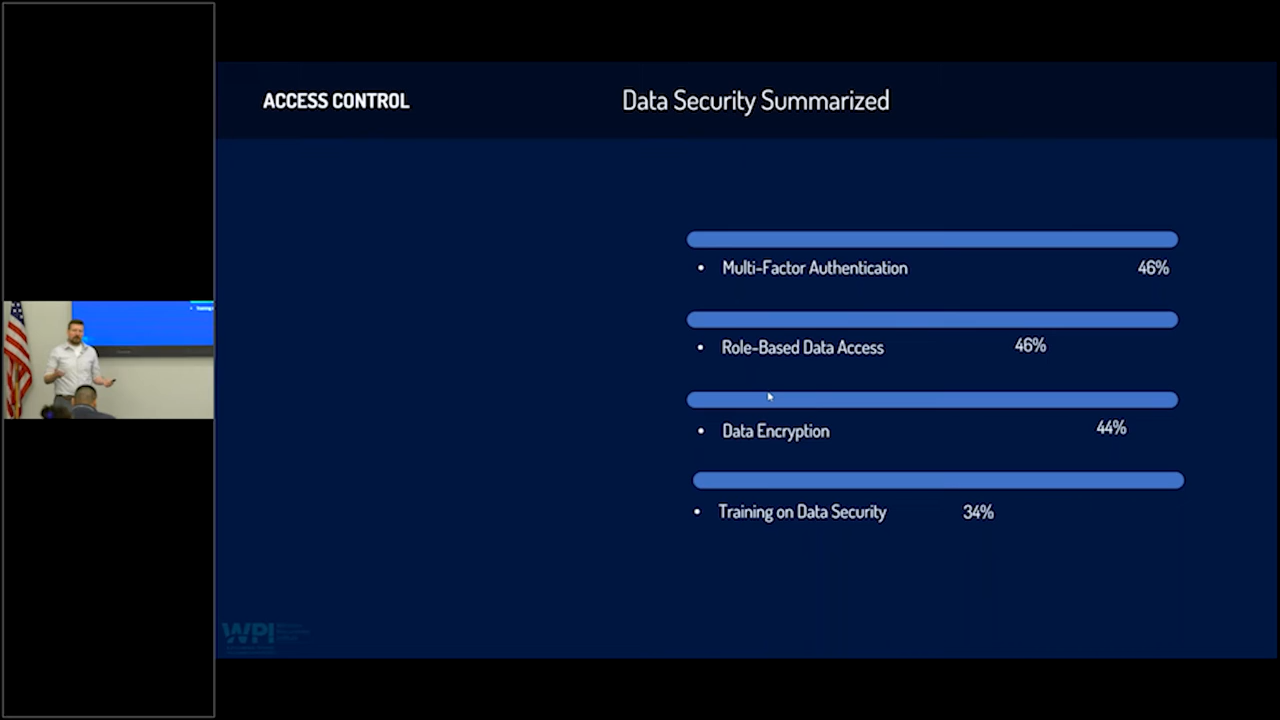 ACCESS CONTROL
Data Security Summarized
• Multi-Factor Authentication 46%
• Role-Based Data Access 46%
• Data Encryption 44%
• Training on Data Security 34%
WPI